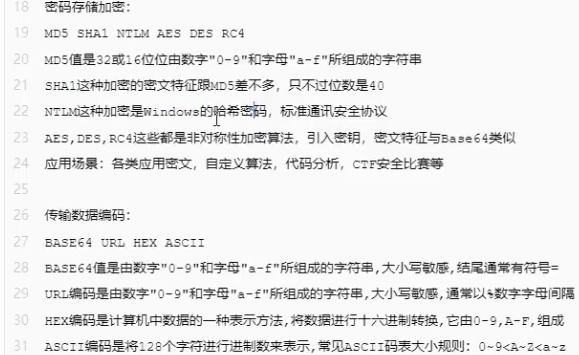 18 密码存储加密:
19 MD5 SHA1 NTLM AES DES RC4
20 MD5值是32或16位位由数字"0-9"和字母"a-f"所组成的字符串
21 SHA1这种加密的密文特征跟MD5差不多，只不过位数是40
22 NTLM这种加密是Windows的哈希密码，标准通讯安全协议
23 AES,DES,RC4这些都是非对称性加密算法，引入密钥，密文特征与Base64类似
24 应用场景：各类应用密文，自定义算法，代码分析，CTF安全比赛等
25
26 传输数据编码:
27 BASE64 URL HEX ASCII
28 BASE64值是由数字"0-9"和字母"a-f"所组成的字符串,大小写敏感,结尾通常有符号=
29 URL编码是由数字"0-9"和字母"a-f"所组成的字符串,大小写敏感,通常以%数字字母间隔
30 HEX编码是计算机中数据的一种表示方法,将数据进行十六进制转换,它由0-9,A-F,组成
31 ASCII编码是将128个字符进行进制数来表示,常见ASCII码表大小规则：0~9<A~Z<a~z